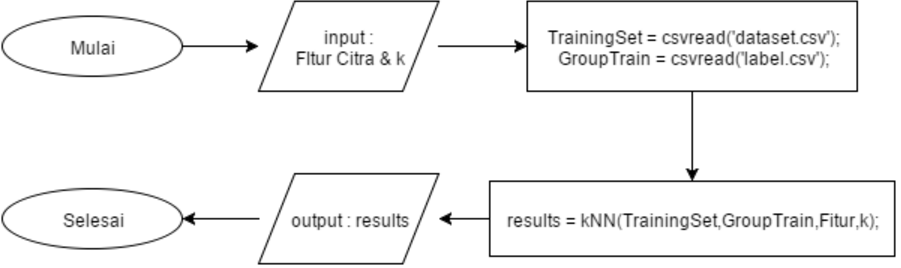 Mulai
input :
FItur Citra & k
TrainingSet = csvread('dataset.csv');
GroupTrain = csvread('label.csv');
results = kNN(TrainingSet,GroupTrain,Fitur,k);
output : results
Selesai